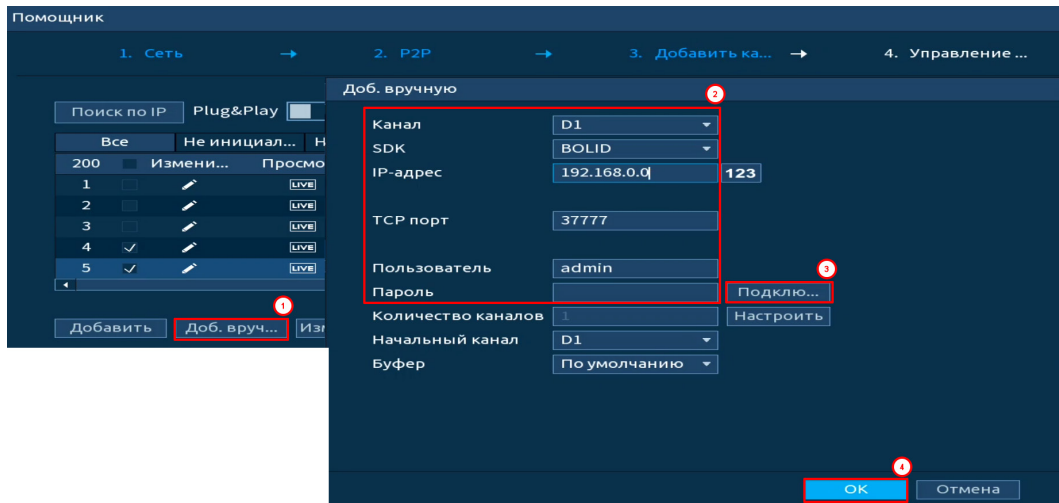 Помощник
1. Сеть → 2. P2P → 3. Добавить ка... → 4. Управление ...
Поиск по IP Plug&Play
Все Не инициал... Н
200 Измени... Просмо
1 LIVE
2 LIVE
3 LIVE
4 LIVE
5 LIVE
1
Добавить Доб. вруч... Изм
Доб. вручную
2
Канал D1
SDK BOLID
IP-адрес 192.168.0.0 123
TCP порт 37777
Пользователь admin
3
Пароль Подклю...
Количество каналов 1 Настроить
Начальный канал D1
Буфер По умолчанию
4
OK Отмена